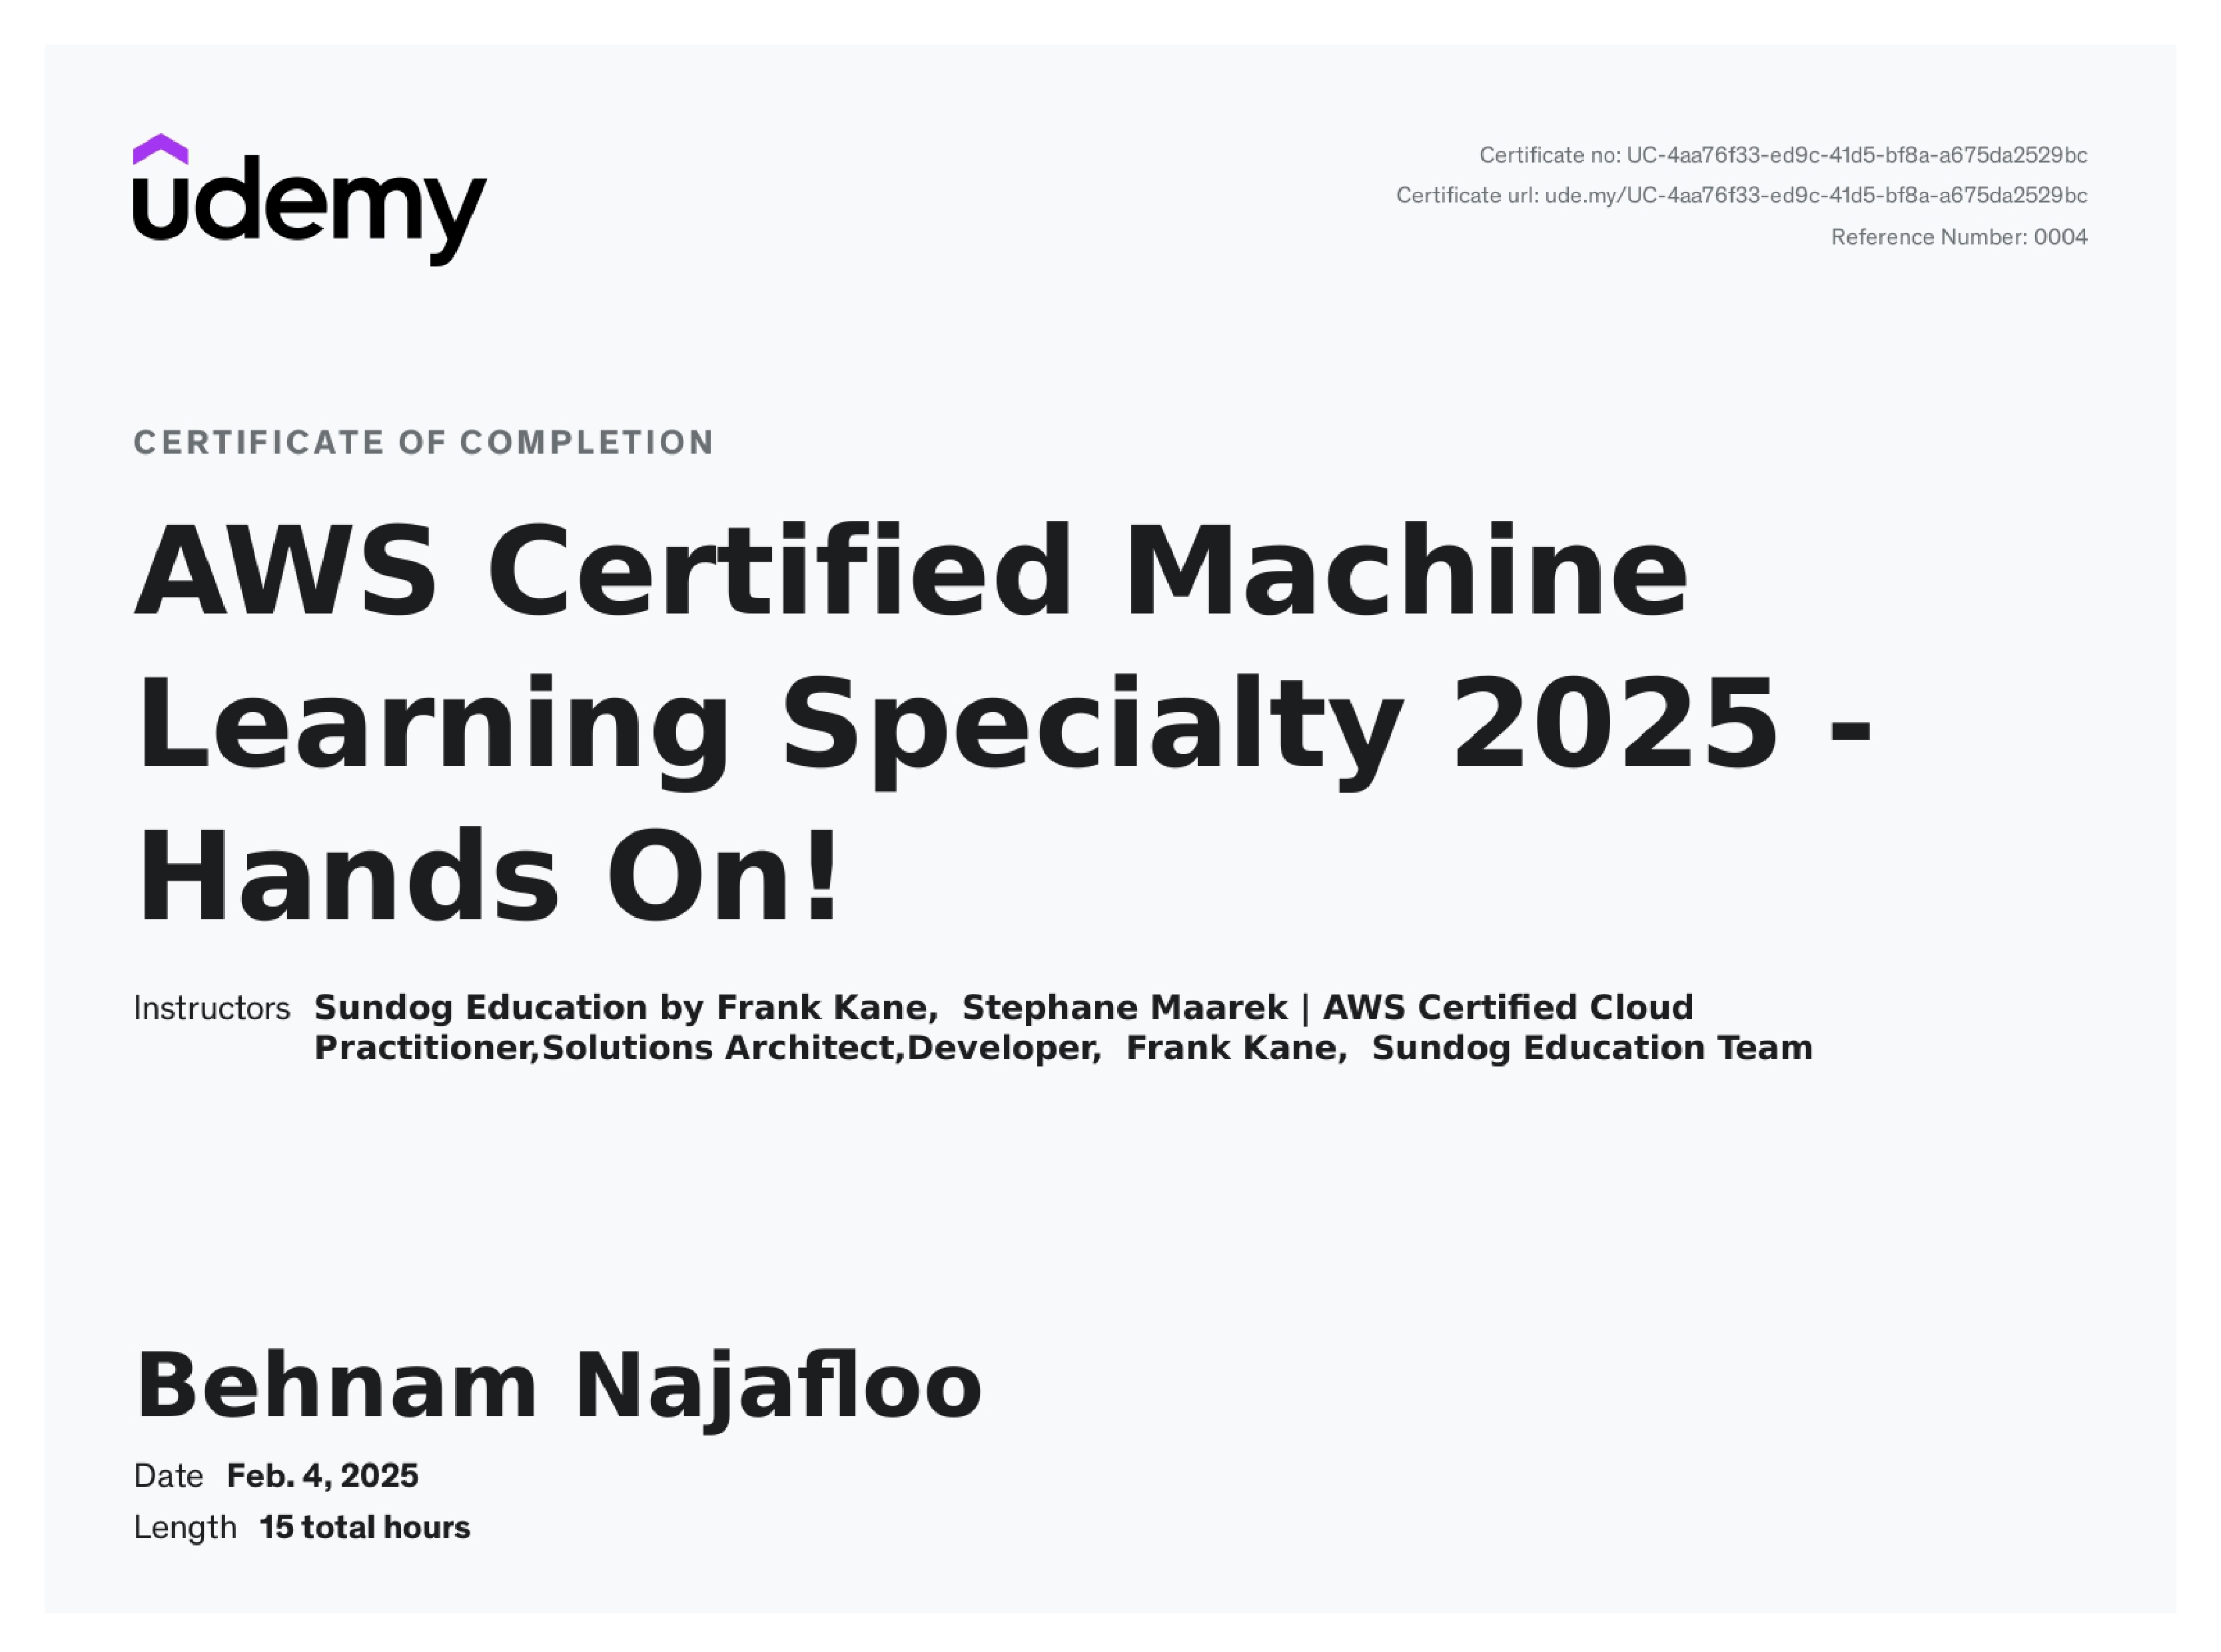 udemy
Certificate no: UC-4aa76f33-ed9c-41d5-bf8a-a675da2529bc
Certificate url: ude.my/UC-4aa76f33-ed9c-41d5-bf8a-a675da2529bc
Reference Number: 0004
CERTIFICATE OF COMPLETION
AWS Certified Machine
Learning Specialty 2025 -
Hands On!
Instructors Sundog Education by Frank Kane, Stephane Maarek | AWS Certified Cloud
Practitioner,Solutions Architect,Developer, Frank Kane, Sundog Education Team
Behnam Najafloo
Date Feb. 4, 2025
Length 15 total hours